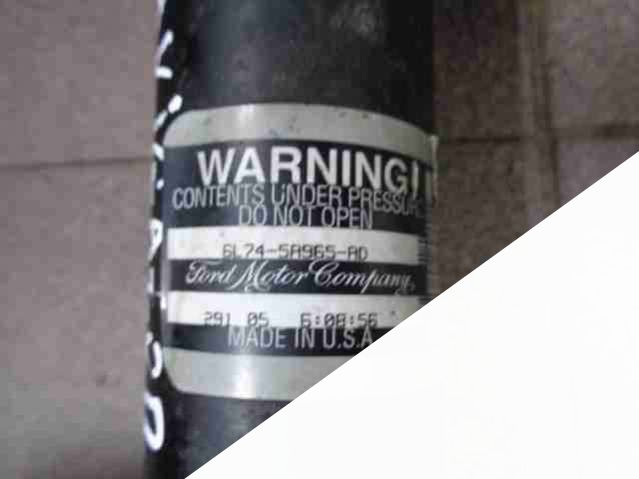 WARNING!
CONTENTS UNDER PRESSURE
DO NOT OPEN
6L74-5A965-AD
Ford Motor Company,
291 05 6:08:56
MADE IN U.S.A